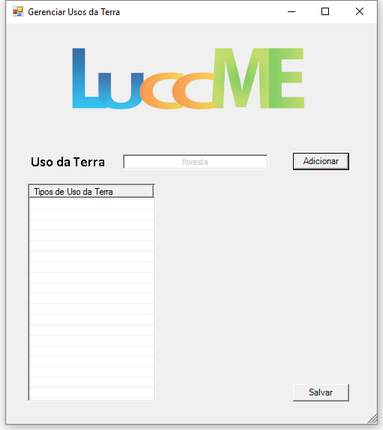 Gerenciar Usos da Terra
LuccME
Uso da Terra
floresta
Adicionar
Tipos de Uso da Terra
Salvar